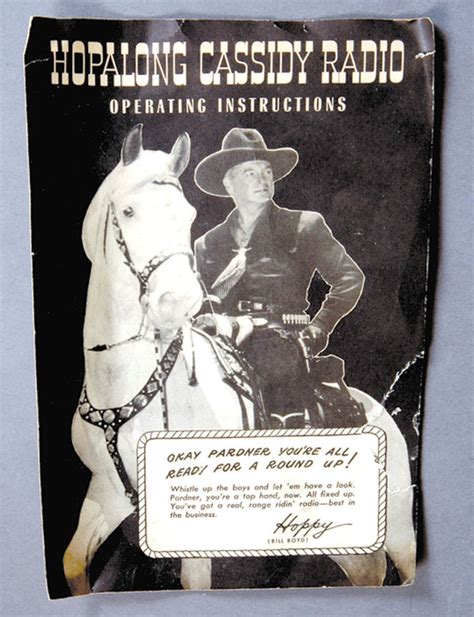 HOPALONG CASSIDY RADIO
OPERATING INSTRUCTIONS
OKAY PARDNER YOU'RE ALL
READY FOR A ROUND UP!
Whistle up the boys and let 'em have a look.
Pardner, you're a top hand, now. All fixed up.
You've got a real, range ridin' radio—best in
the business.
Hoppy
(BILL BOYD)